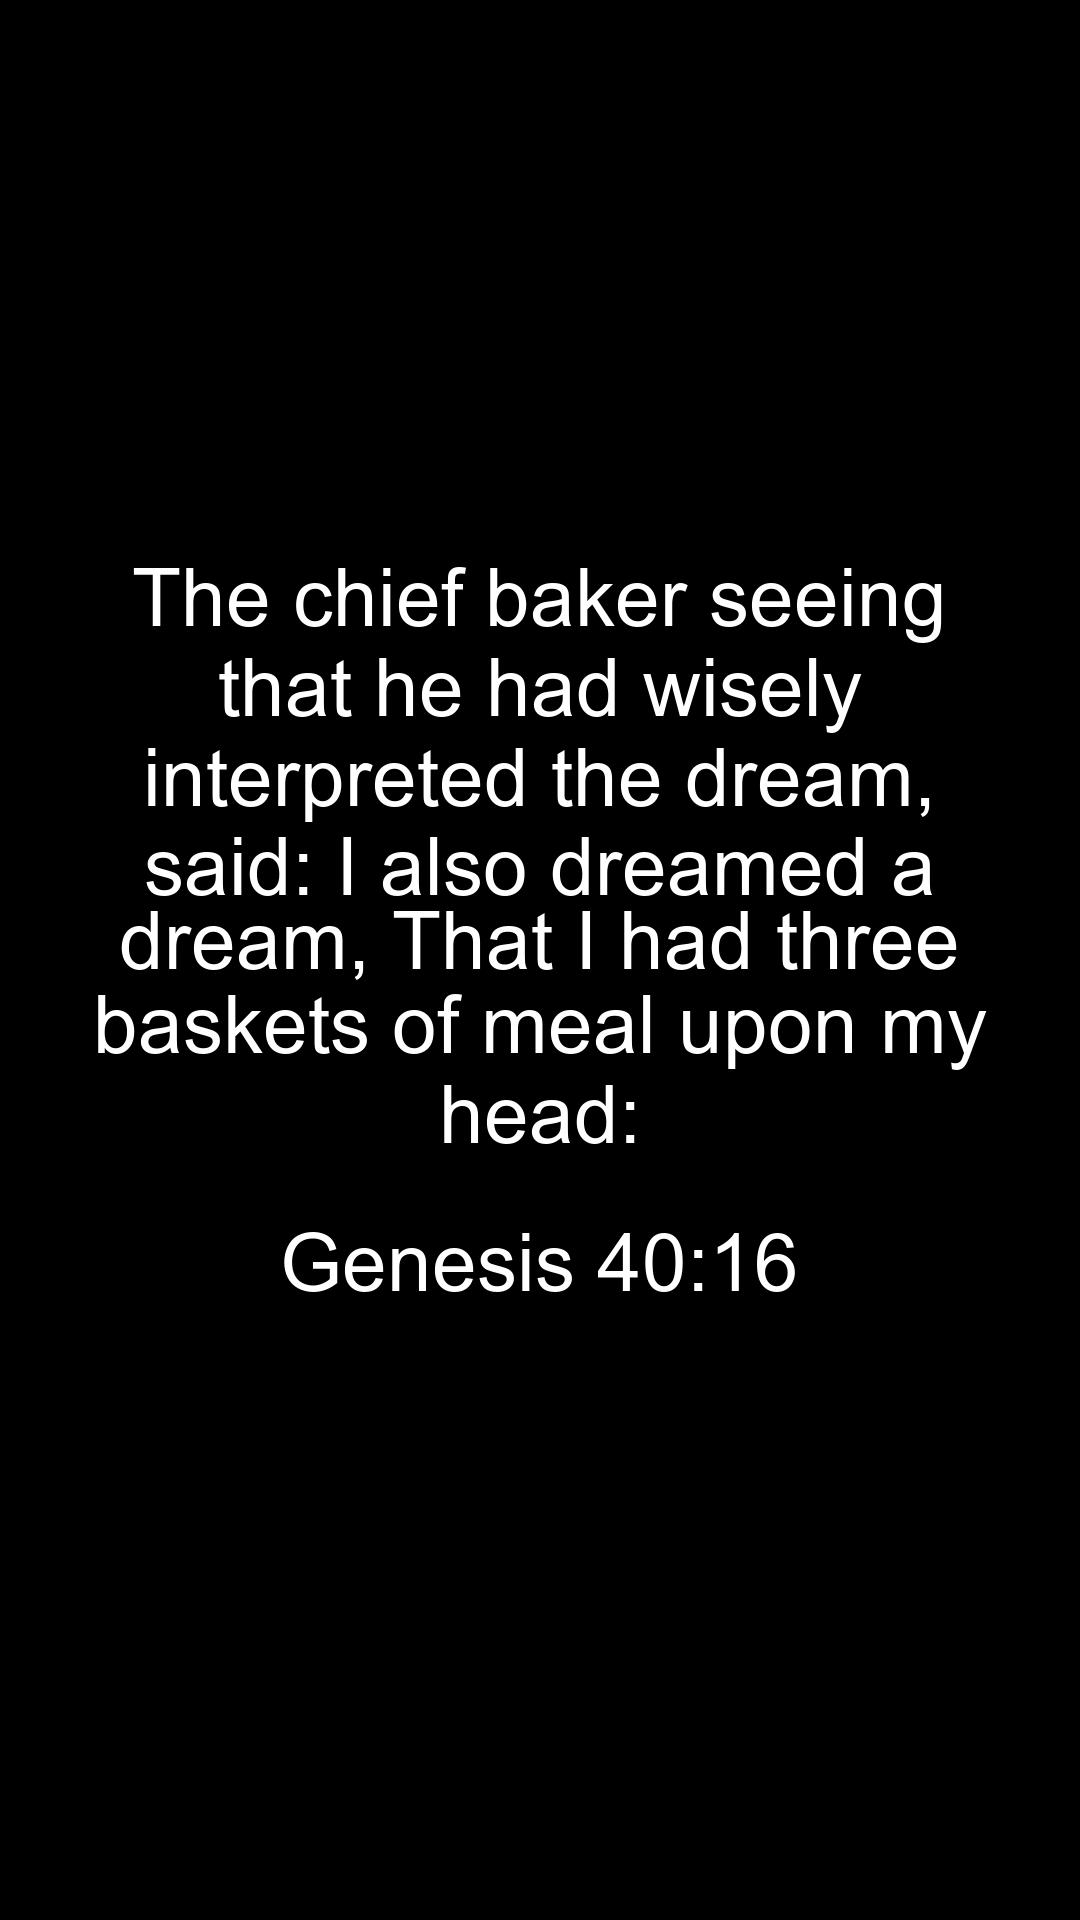 The chief baker seeing
that he had wisely
interpreted the dream,
said: I also dreamed a
dream, That I had three
baskets of meal upon my
head:
Genesis 40:16